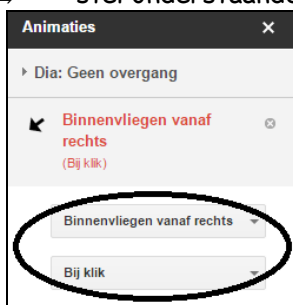 Animaties ×
Dia: Geen overgang
Binnenvliegen vanaf
rechts
(Bij klik)
Binnenvliegen vanaf rechts
Bij klik